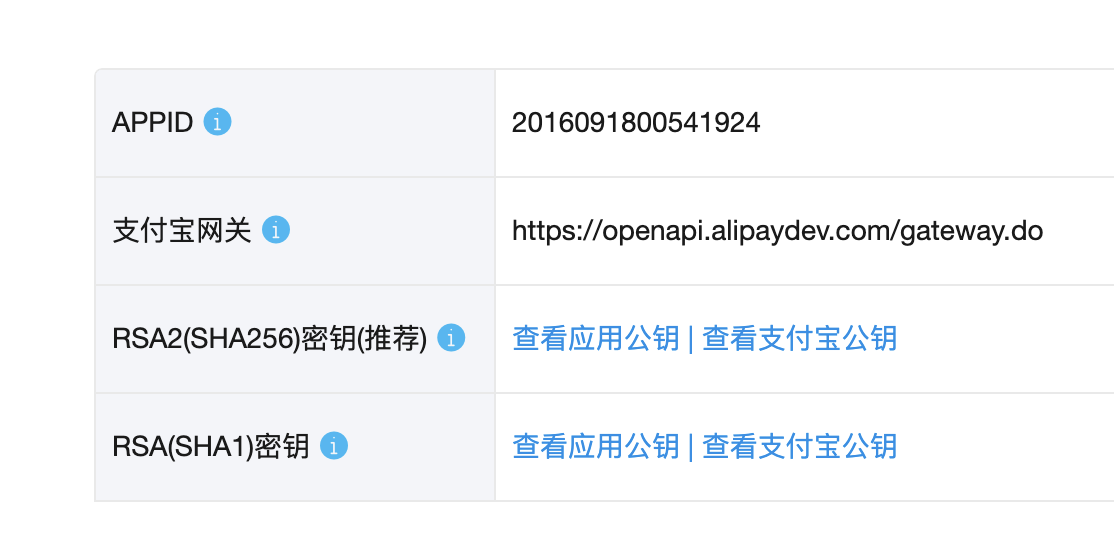 APPID 2016091800541924
支付宝网关 https://openapi.alipaydev.com/gateway.do
RSA2(SHA256)密钥(推荐) 查看应用公钥 | 查看支付宝公钥
RSA(SHA1)密钥 查看应用公钥 | 查看支付宝公钥